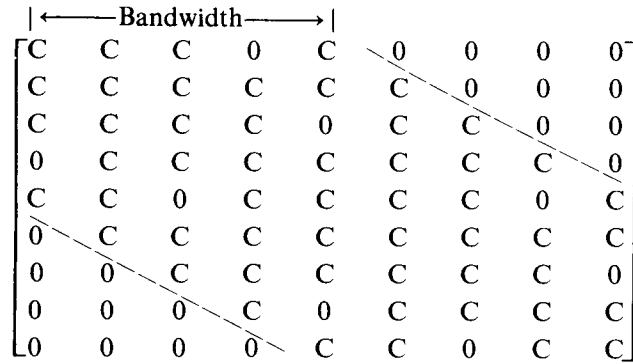 Bandwidth
C C C 0 C 0 0 0 0
C C C C C C 0 0 0
C C C C 0 C C 0 0
0 C C C C C C C 0
C C 0 C C C C 0 C
0 C C C C C C C C
0 0 C C C C C C 0
0 0 0 C 0 C C C C
0 0 0 0 C C 0 C C